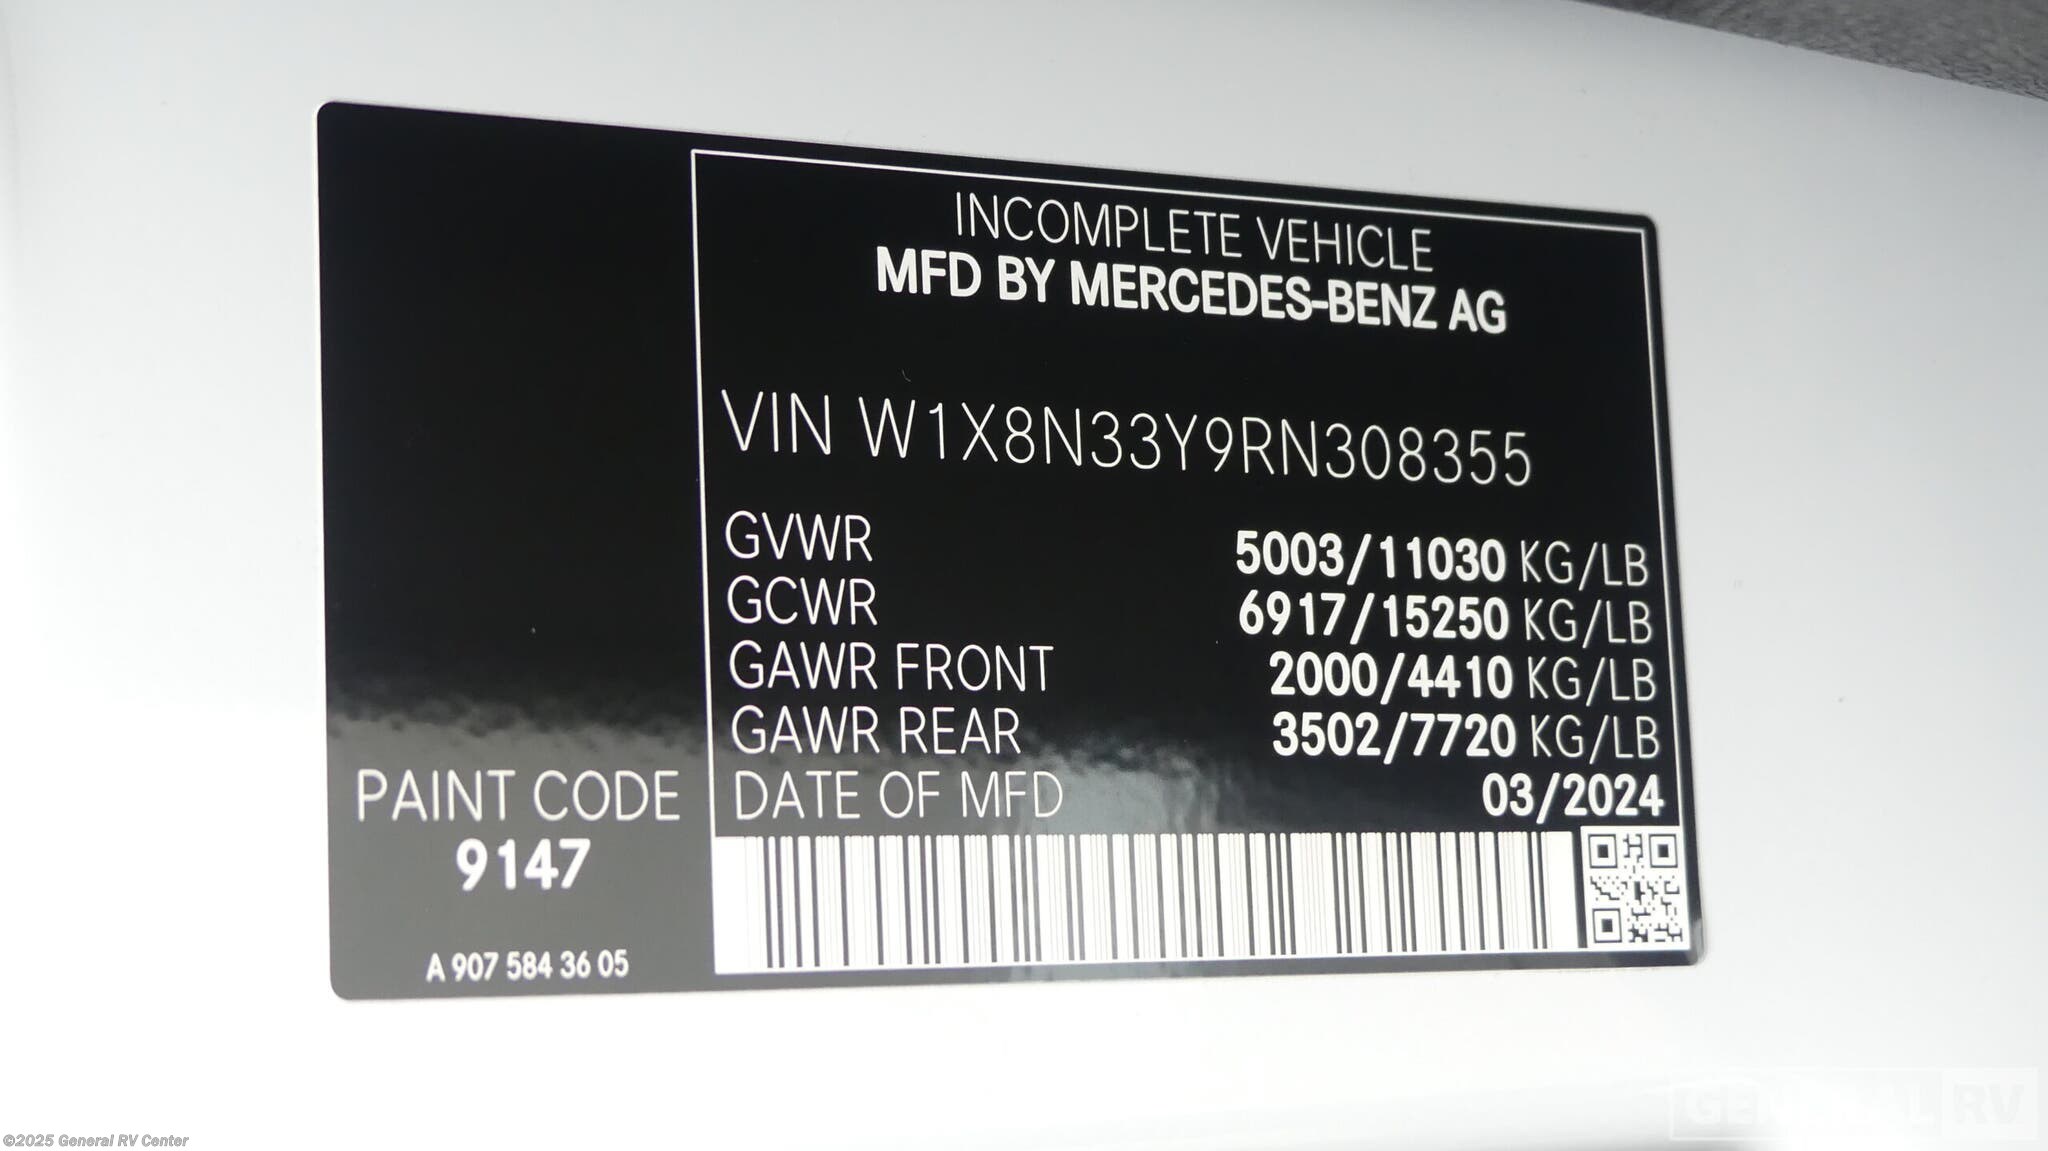 INCOMPLETE VEHICLE
MFD BY MERCEDES-BENZ AG
VIN W1X8N33Y9RN308355
GVWR 5003/11030 KG/LB
GCWR 6917/15250 KG/LB
GAWR FRONT 2000/4410 KG/LB
GAWR REAR 3502/7720 KG/LB
DATE OF MFD 03/2024
PAINT CODE
9147
A 907 584 36 05
©2025 General RV Center
GENERAL RV